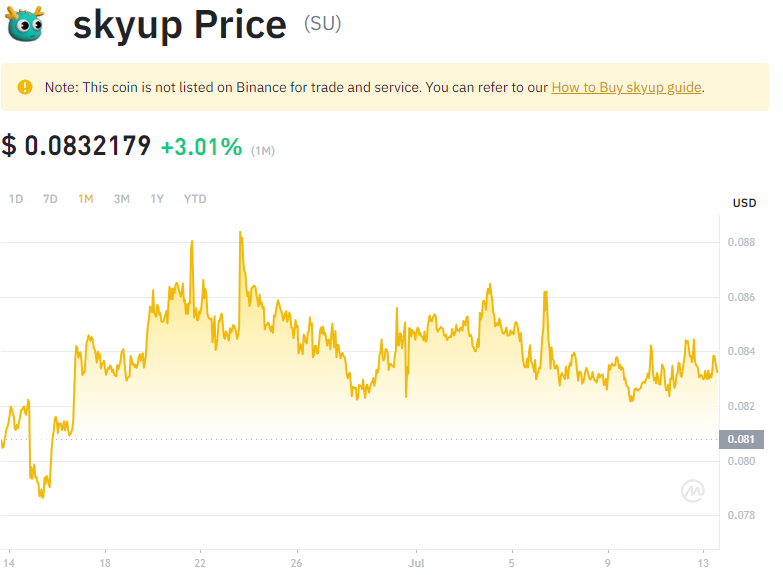 skyup Price (SU)
Note: This coin is not listed on Binance for trade and service. You can refer to our How to Buy skyup guide.
$ 0.0832179 +3.01% (1M)
1D 7D 1M 3M 1Y YTD
USD
0.088
0.086
0.084
0.082
0.081
0.080
0.078
14 18 22 26 Jul 5 9 13